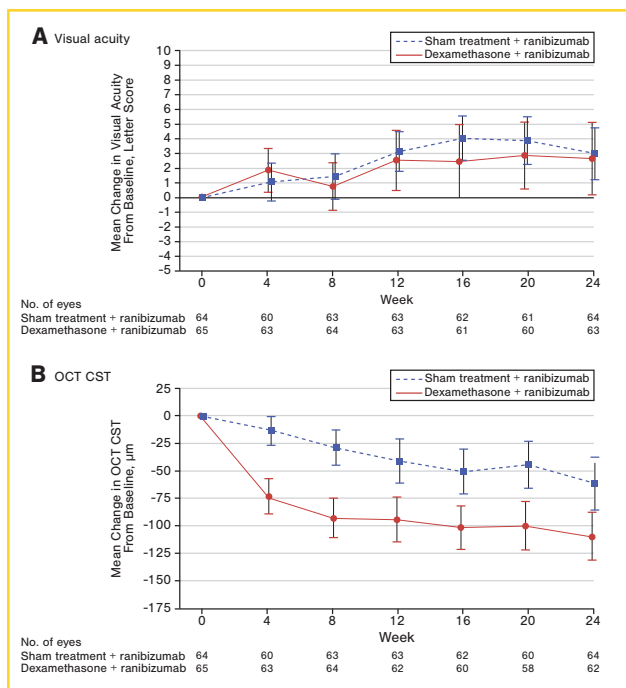 A Visual acuity
Sham treatment + ranibizumab
Dexamethasone + ranibizumab
Mean Change in Visual Acuity
From Baseline, Letter Score
10
9
8
7
6
5
4
3
2
1
0
-1
-2
-3
-4
-5
0 4 8 12 16 20 24
Week
No. of eyes
Sham treatment + ranibizumab 64 60 63 63 62 61 64
Dexamethasone + ranibizumab 65 63 64 63 61 60 63
B OCT CST
Sham treatment + ranibizumab
Dexamethasone + ranibizumab
Mean Change in OCT CST
From Baseline, μm
25
0
-25
-50
-75
-100
-125
-150
-175
0 4 8 12 16 20 24
Week
No. of eyes
Sham treatment + ranibizumab 64 60 63 63 62 60 64
Dexamethasone + ranibizumab 65 63 64 62 60 58 62